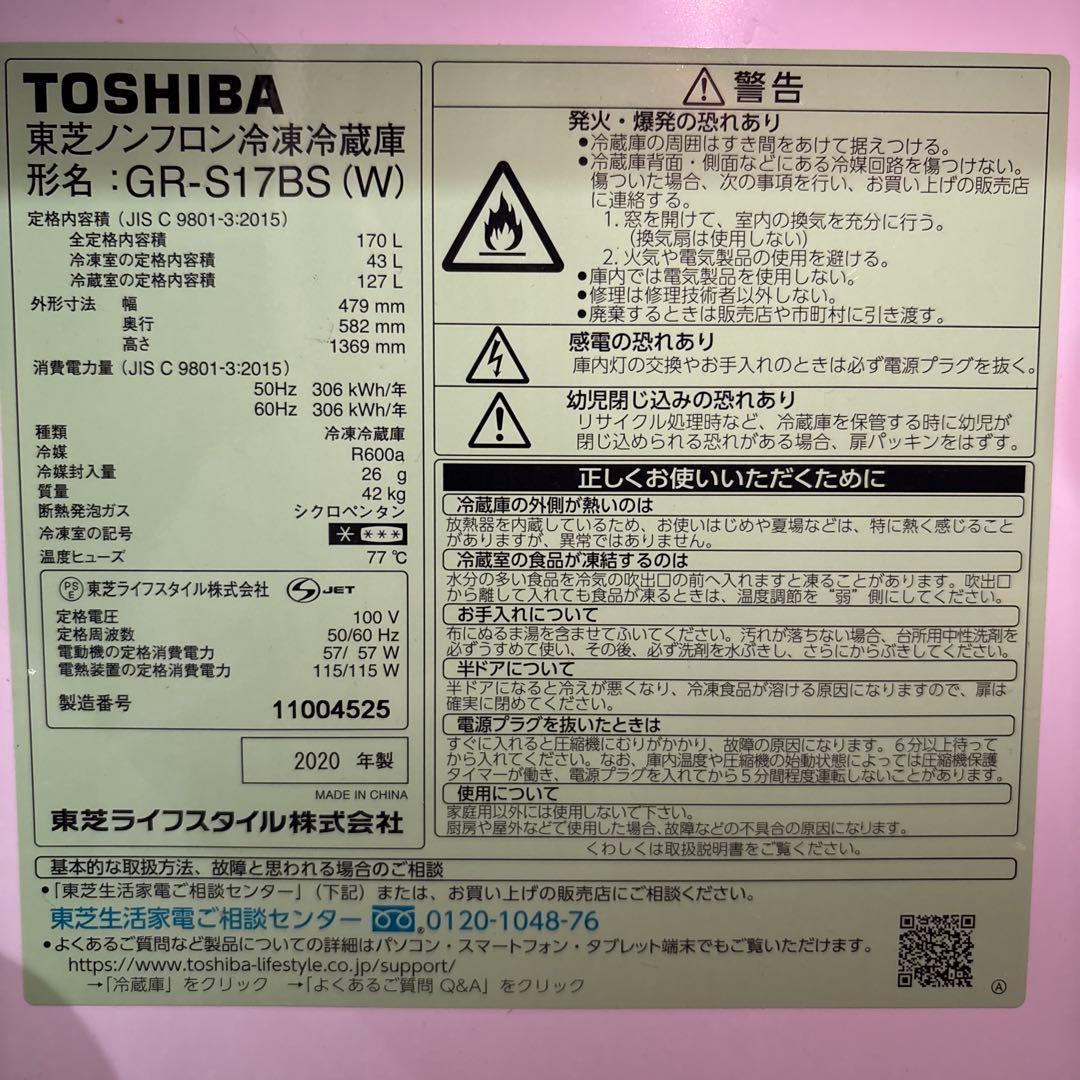 TOSHIBA
東芝ノンフロン冷凍冷蔵庫
形名：GR-S17BS (W)
定格内容積（JIS C 9801-3:2015）
全定格内容積 170 L
冷凍室の定格内容積 43 L
冷蔵室の定格内容積 127 L
外形寸法 幅 479 mm
奥行 582 mm
高さ 1369 mm
消費電力量（JIS C 9801-3:2015）
50Hz 306 kWh/年
60Hz 306 kWh/年
種類 冷凍冷蔵庫
冷媒 R600a
冷媒封入量 26 g
質量 42 kg
断熱発泡ガス シクロペンタン
冷凍室の記号
温度ヒューズ 77 ℃
PSE 東芝ライフスタイル株式会社 JET
定格電圧 100 V
定格周波数 50/60 Hz
電動機の定格消費電力 57/ 57 W
電熱装置の定格消費電力 115/115 W
製造番号 11004525
2020 年製
MADE IN CHINA
東芝ライフスタイル株式会社
警告
発火・爆発の恐れあり
●冷蔵庫の周囲はすき間をあけて据えつける。
●冷蔵庫背面・側面などにある冷媒回路を傷つけない。
傷ついた場合、次の事項を行い、お買い上げの販売店
に連絡する。
1. 窓を開けて、室内の換気を充分に行う。
（換気扇は使用しない）
2. 火気や電気製品の使用を避ける。
●庫内では電気製品を使用しない。
●修理は修理技術者以外しない。
●廃棄するときは販売店や市町村に引き渡す。
感電の恐れあり
庫内灯の交換やお手入れのときは必ず電源プラグを抜く。
幼児閉じ込みの恐れあり
リサイクル処理時など、冷蔵庫を保管する時に幼児が
閉じ込められる恐れがある場合、扉パッキンをはずす。
正しくお使いいただくために
冷蔵庫の外側が熱いのは
放熱器を内蔵しているため、お使いはじめや夏場などは、特に熱く感じること
がありますが、異常ではありません。
冷蔵室の食品が凍結するのは
水分の多い食品を冷気の吹出口の前へ入れますと凍ることがあります。吹出口
から離して入れても食品が凍るときは、温度調節を“弱”側にしてください。
お手入れについて
布にぬるま湯を含ませてふいてください。汚れが落ちない場合、台所用中性洗剤を
必ずうすめて使い、その後、必ず洗剤を水ぶきし、さらにからぶきしてください。
半ドアについて
半ドアになると冷えが悪くなり、冷凍食品が溶ける原因になりますので、扉は
確実に閉めてください。
電源プラグを抜いたときは
すぐに入れると圧縮機にむりがかかり、故障の原因になります。6分以上待って
から入れてください。なお、庫内温度や圧縮機の始動状態によっては圧縮機保護
タイマーが働き、電源プラグを入れてから5分間程度運転しないことがあります。
使用について
家庭用以外には使用しないで下さい。
厨房や屋外などで使用した場合、故障などの不具合の原因になります。
くわしくは取扱説明書をご覧ください。
基本的な取扱方法、故障と思われる場合のご相談
●「東芝生活家電ご相談センター」（下記）または、お買い上げの販売店にご相談ください。
東芝生活家電ご相談センター 0120-1048-76
●よくあるご質問など製品についての詳細はパソコン・スマートフォン・タブレット端末でもご覧いただけます。
https://www.toshiba-lifestyle.co.jp/support/
→「冷蔵庫」をクリック →「よくあるご質問 Q&A」をクリック
Ⓐ